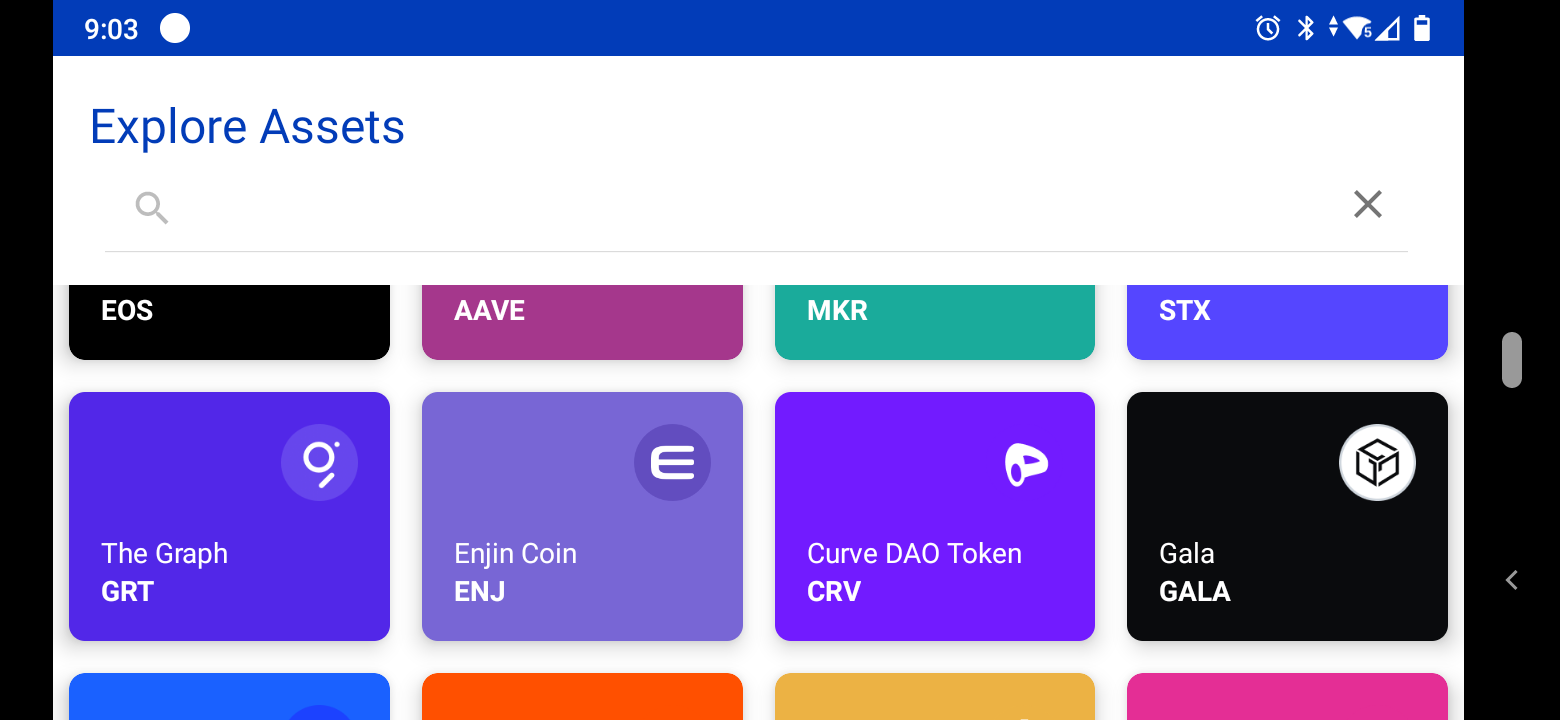 9:03
5
Explore Assets
EOS
AAVE
MKR
STX
The Graph
GRT
Enjin Coin
ENJ
Curve DAO Token
CRV
Gala
GALA